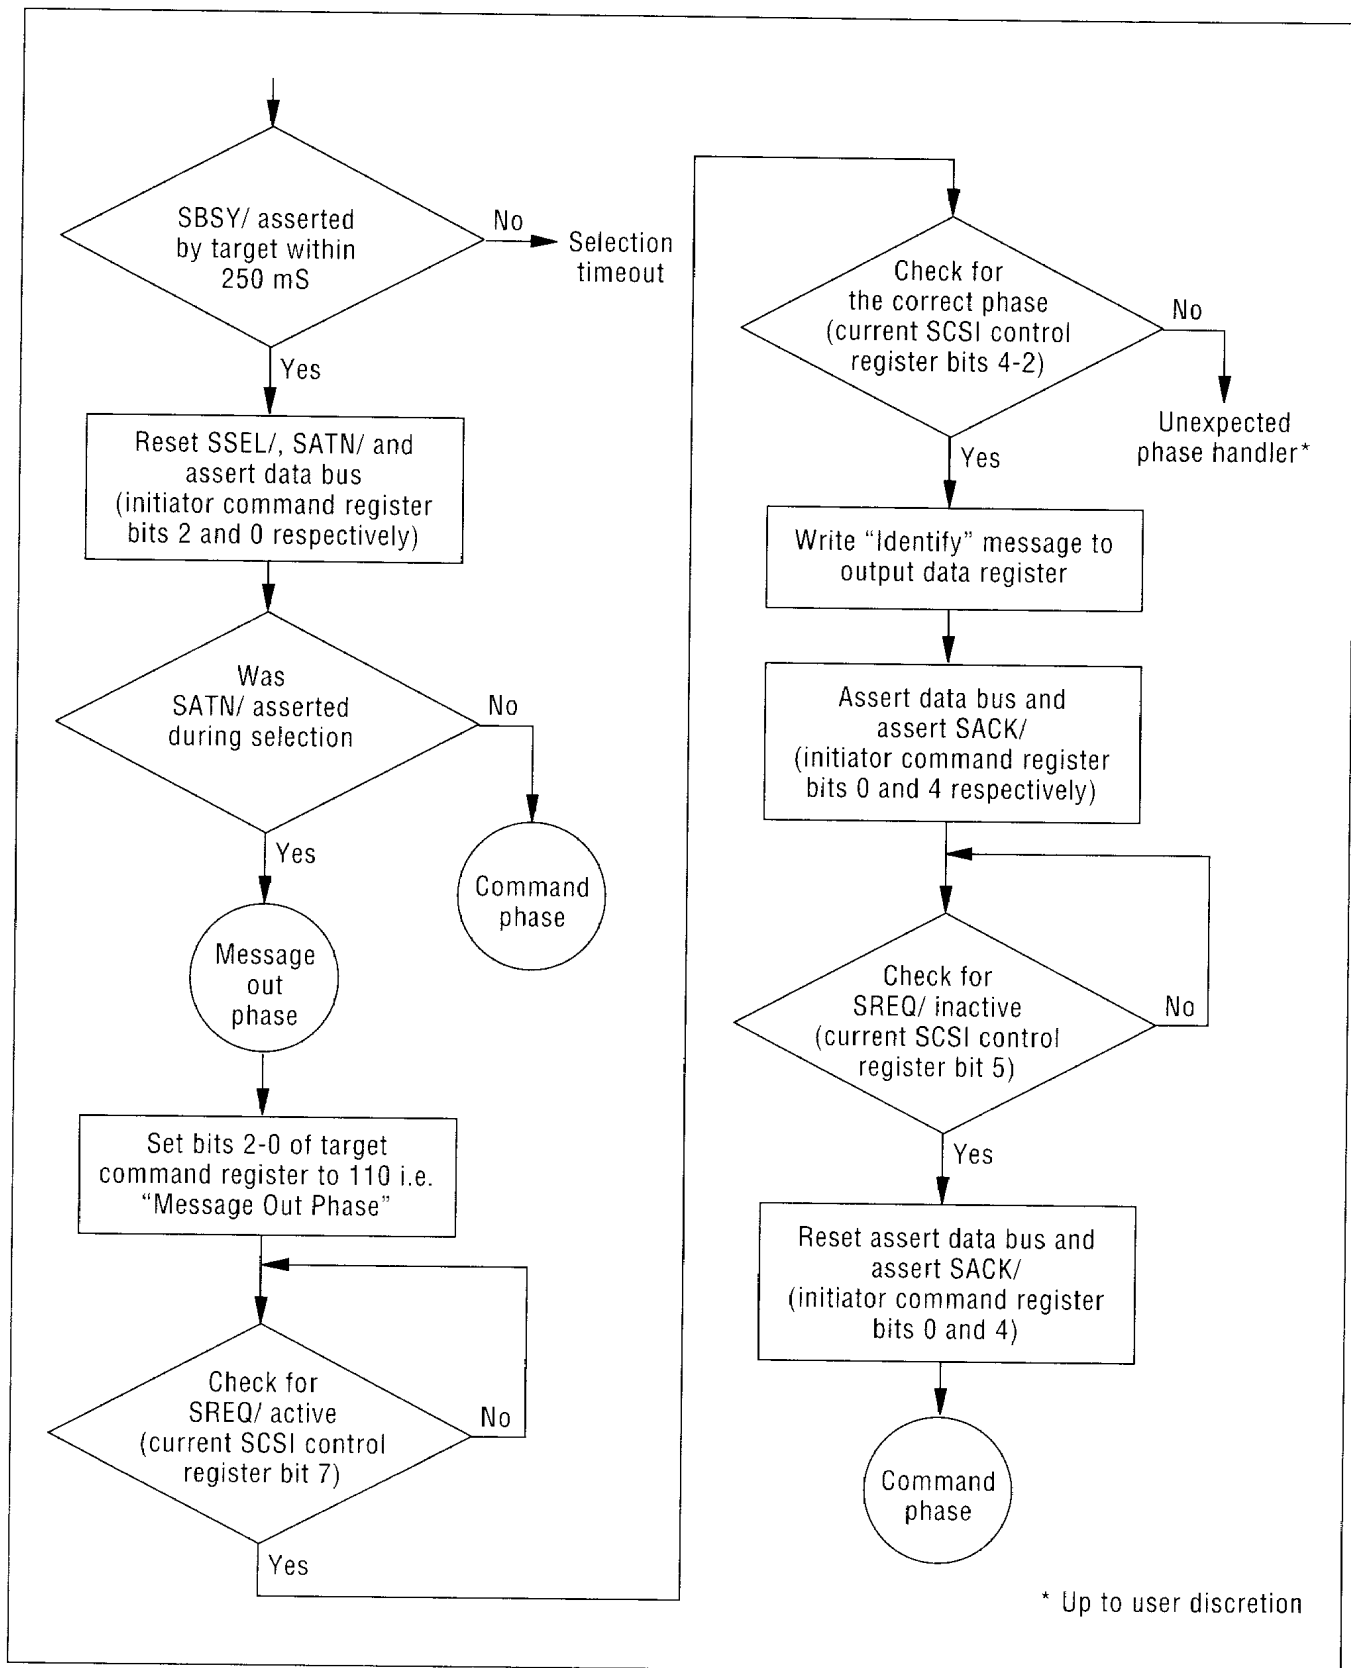 SBSY/ asserted
by target within
250 mS
No
Selection
timeout
Yes
Reset SSEL/, SATN/ and
assert data bus
(initiator command register
bits 2 and 0 respectively)
Was
SATN/ asserted
during selection
No
Yes
Command
phase
Message
out
phase
Set bits 2-0 of target
command register to 110 i.e.
“Message Out Phase”
Check for
SREQ/ active
(current SCSI control
register bit 7)
No
Yes
Check for
the correct phase
(current SCSI control
register bits 4-2)
No
Unexpected
phase handler*
Yes
Write “Identify” message to
output data register
Assert data bus and
assert SACK/
(initiator command register
bits 0 and 4 respectively)
Check for
SREQ/ inactive
(current SCSI control
register bit 5)
No
Yes
Reset assert data bus and
assert SACK/
(initiator command register
bits 0 and 4)
Command
phase
* Up to user discretion